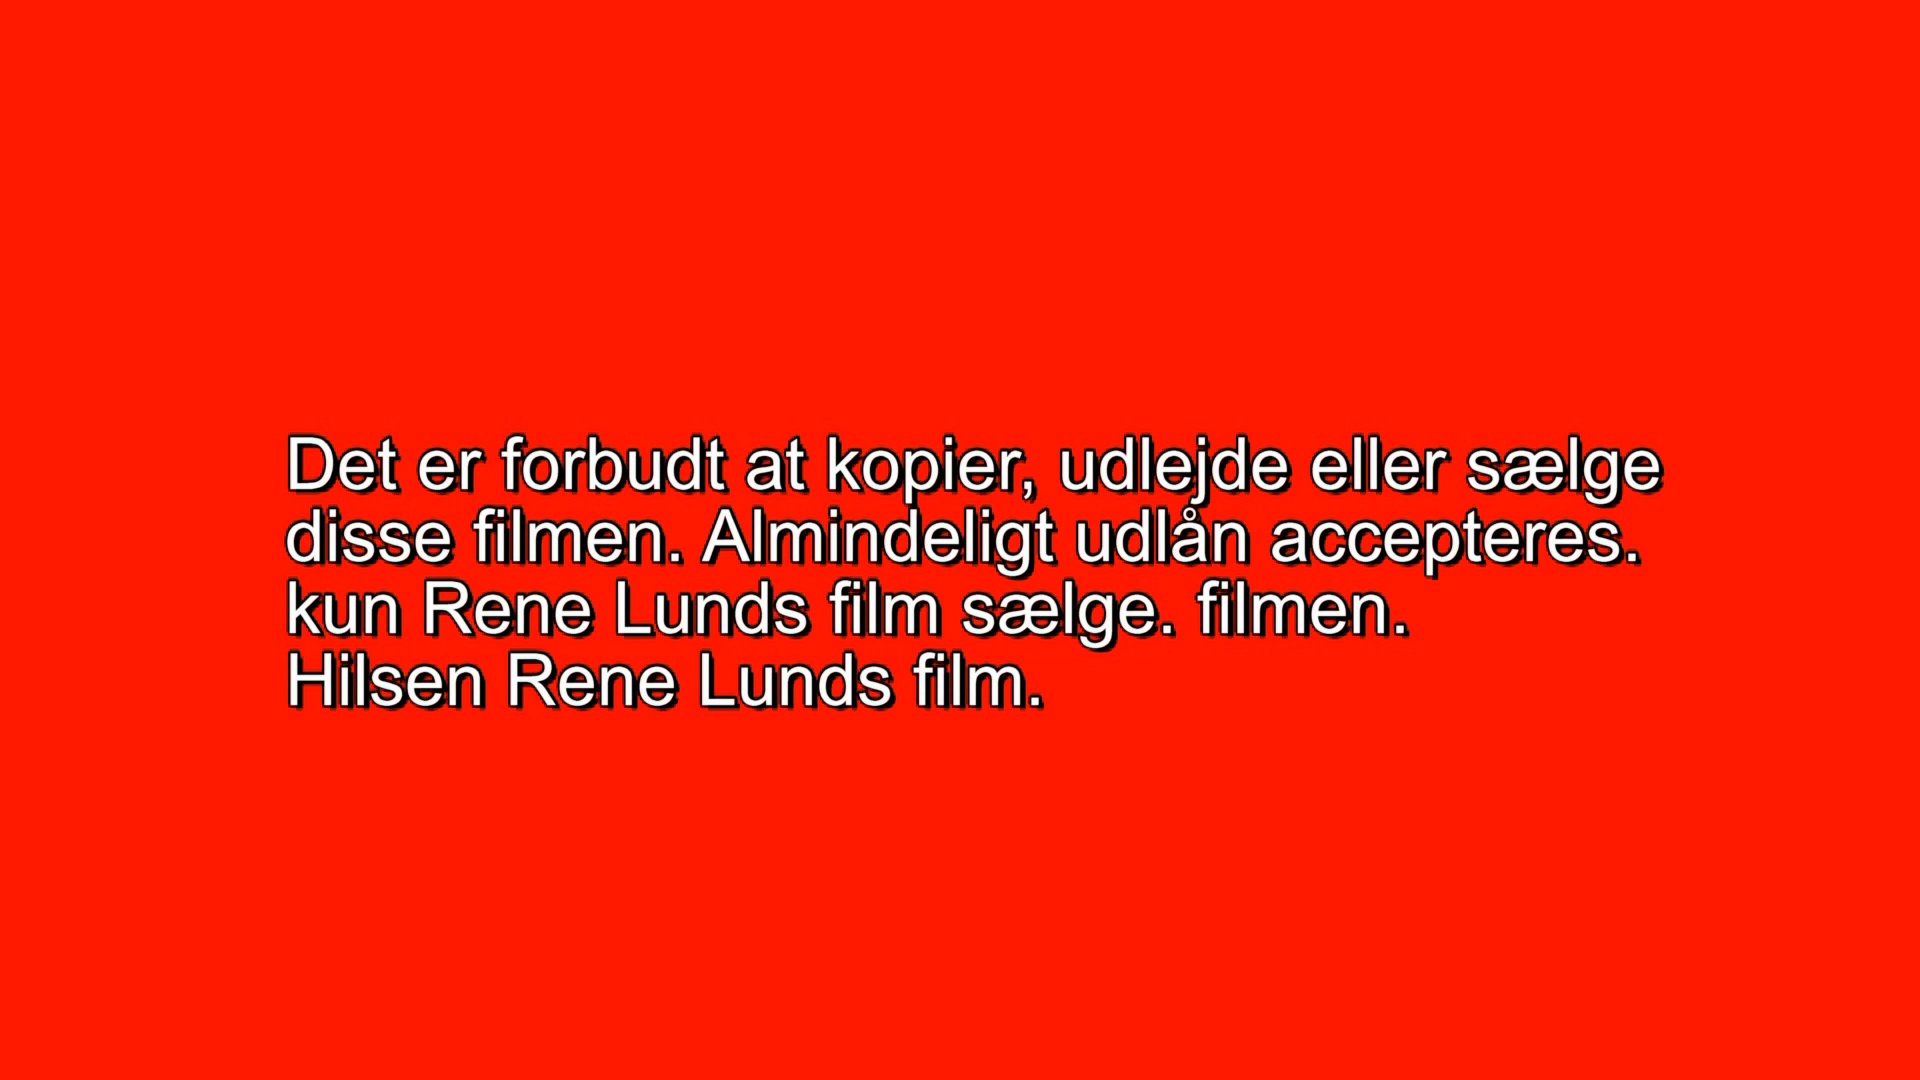 Det er forbudt at kopier, udlejde eller sælge
disse filmen. Almindeligt udlån accepteres.
kun Rene Lunds film sælge. filmen.
Hilsen Rene Lunds film.